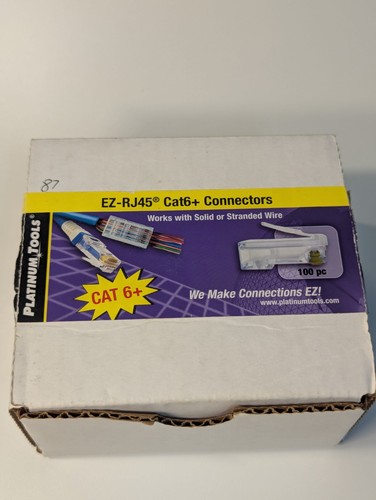 87
EZ-RJ45® Cat6+ Connectors
Works with Solid or Stranded Wire
PLATINUM TOOLS®
100 pc
CAT 6+
We Make Connections EZ!
www.platinumtools.com